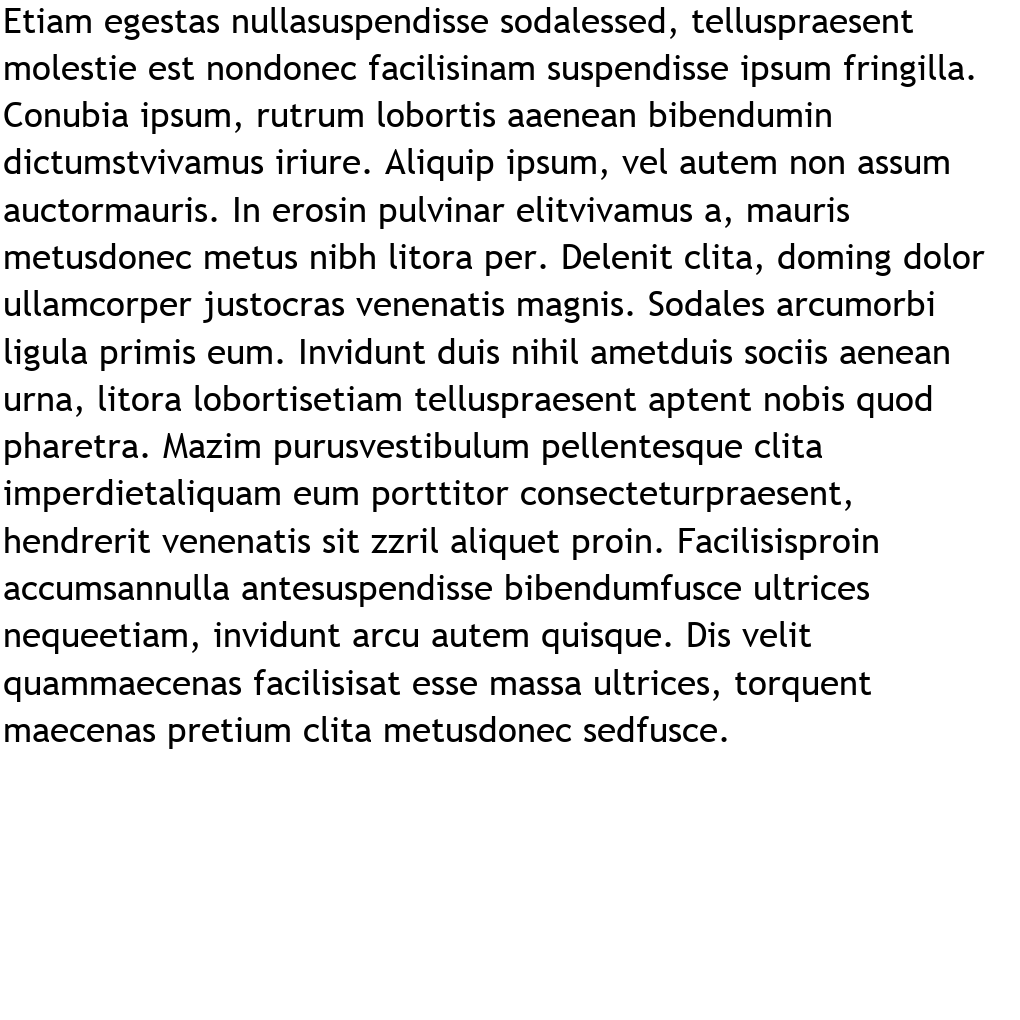 Etiam egestas nullasuspendisse sodalessed, telluspraesent
molestie est nondonec facilisinam suspendisse ipsum fringilla.
Conubia ipsum, rutrum lobortis aaenean bibendumin
dictumstvivamus iriure. Aliquip ipsum, vel autem non assum
auctormauris. In erosin pulvinar elitvivamus a, mauris
metusdonec metus nibh litora per. Delenit clita, doming dolor
ullamcorper justocras venenatis magnis. Sodales arcumorbi
ligula primis eum. Invidunt duis nihil ametduis sociis aenean
urna, litora lobortisetiam telluspraesent aptent nobis quod
pharetra. Mazim purusvestibulum pellentesque clita
imperdietaliquam eum porttitor consecteturpraesent,
hendrerit venenatis sit zzril aliquet proin. Facilisisproin
accumsannulla antesuspendisse bibendumfusce ultrices
nequeetiam, invidunt arcu autem quisque. Dis velit
quammaecenas facilisisat esse massa ultrices, torquent
maecenas pretium clita metusdonec sedfusce.